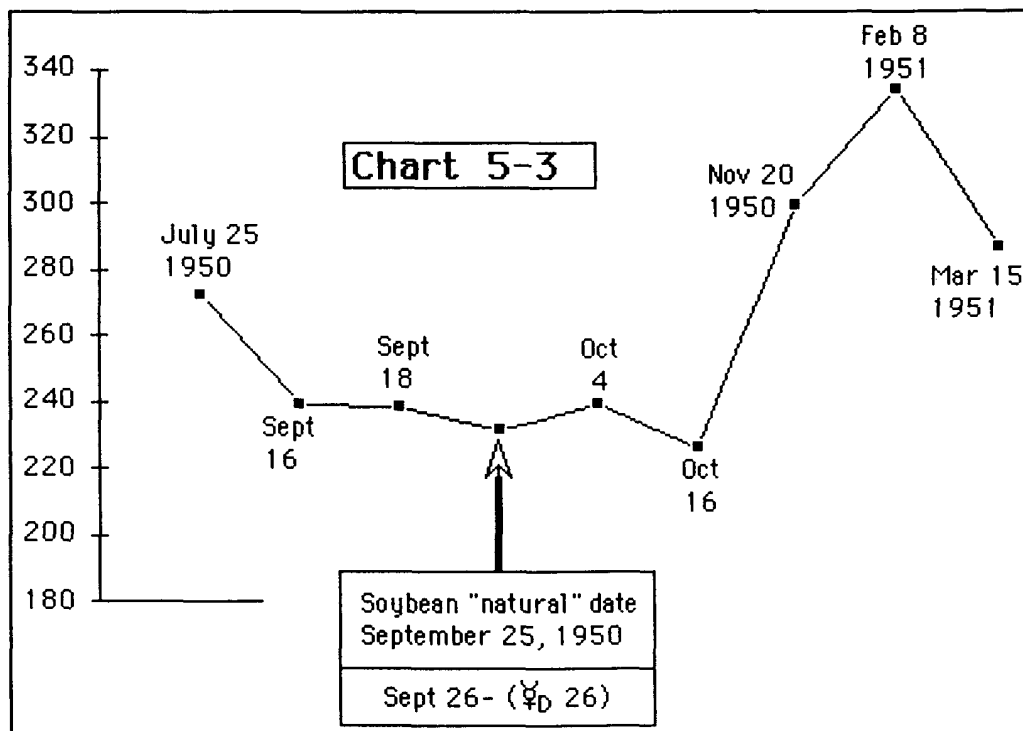 Chart 5-3
340
320
300
280
260
240
220
200
180
July 25
1950
Sept
16
Sept
18
Oct
4
Oct
16
Nov 20
1950
Feb 8
1951
Mar 15
1951
Soybean "natural" date
September 25, 1950
Sept 26- (☿D 26)